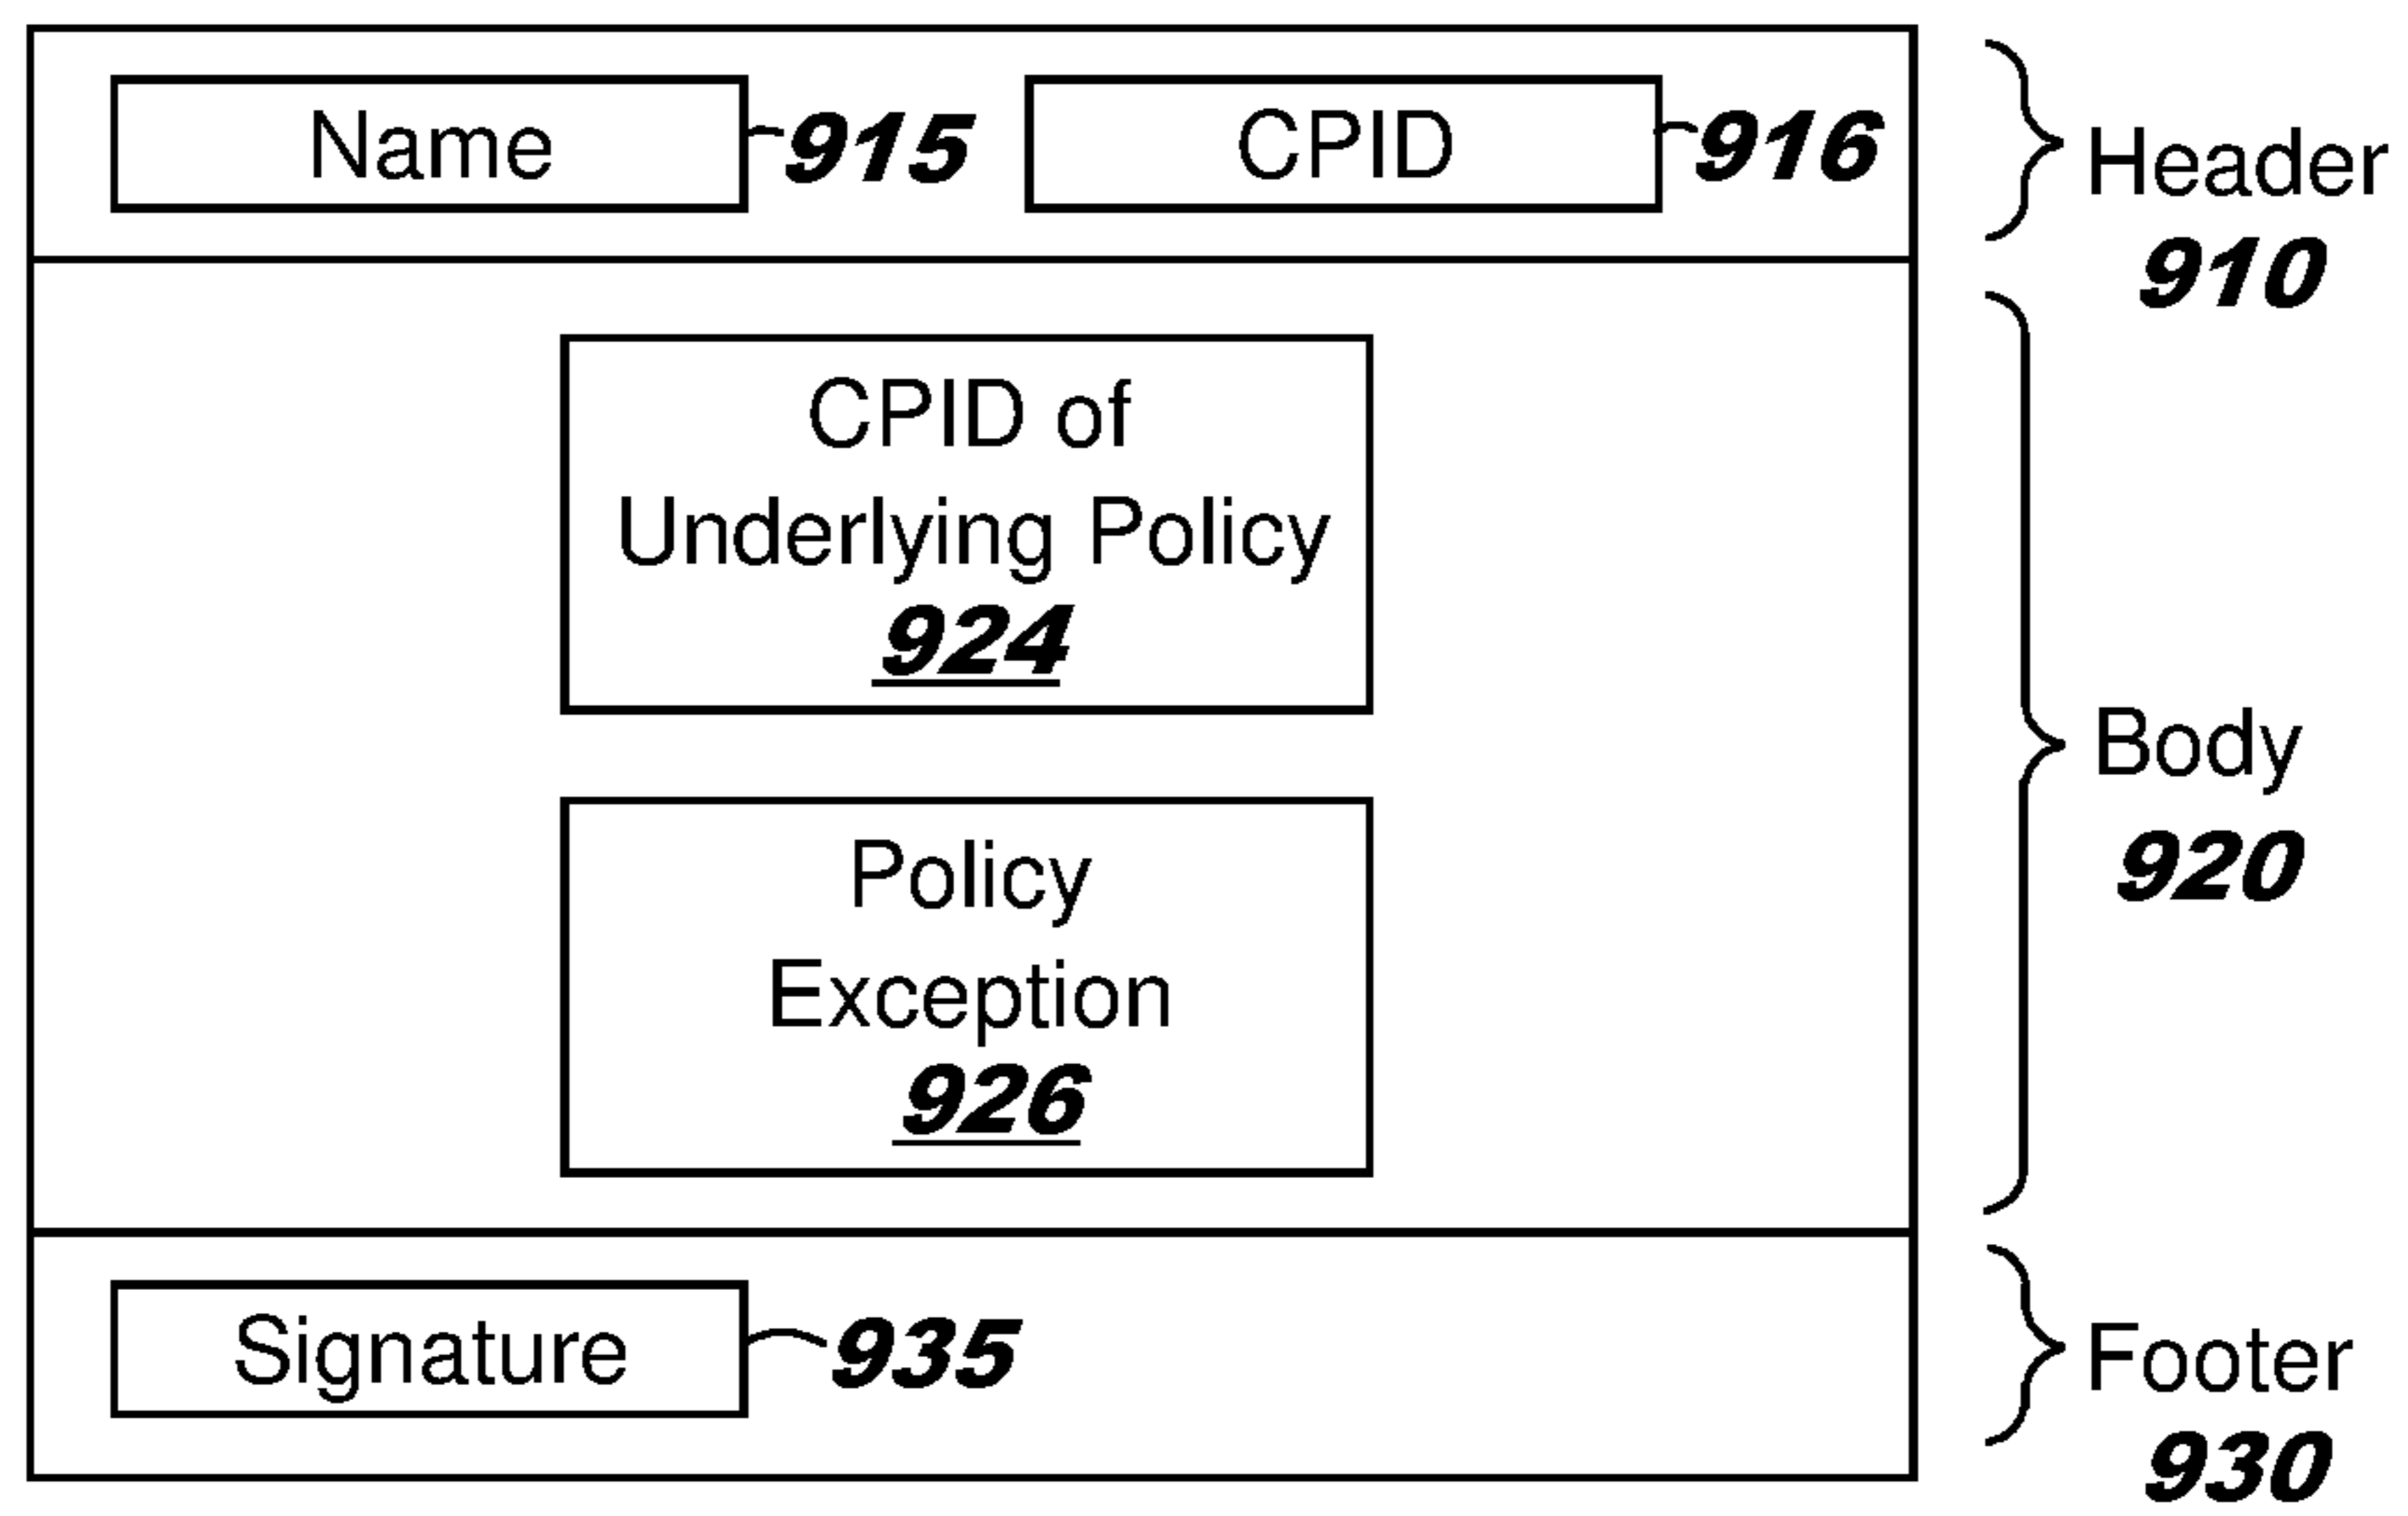 Name 915 CPID 916
Header
910
CPID of
Underlying Policy
924
Body
920
Policy
Exception
926
Signature 935
Footer
930